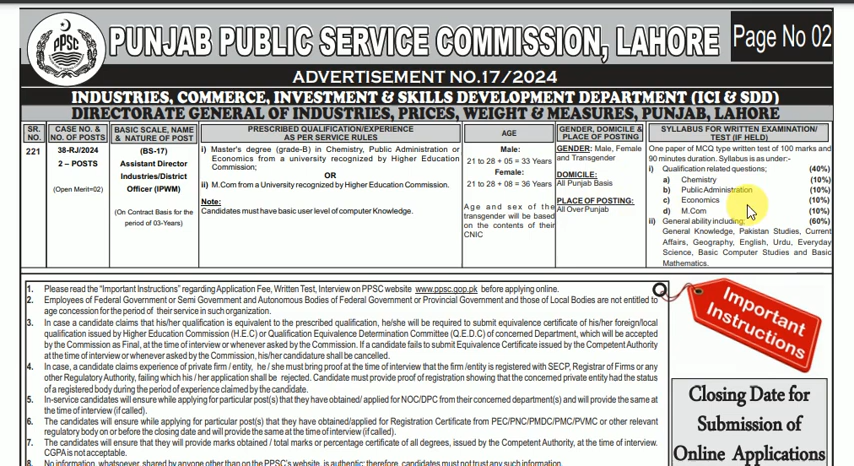 PPSC
PUNJAB PUBLIC SERVICE COMMISSION, LAHORE
Page No 02
ADVERTISEMENT NO.17/2024
INDUSTRIES, COMMERCE, INVESTMENT & SKILLS DEVELOPMENT DEPARTMENT (ICI & SDD)
DIRECTORATE GENERAL OF INDUSTRIES, PRICES, WEIGHT & MEASURES, PUNJAB, LAHORE
SR. NO.
CASE NO. & NO. OF POSTS
BASIC SCALE, NAME & NATURE OF POST
PRESCRIBED QUALIFICATION/EXPERIENCE AS PER SERVICE RULES
AGE
GENDER, DOMICILE & PLACE OF POSTING
SYLLABUS FOR WRITTEN EXAMINATION/ TEST (IF HELD)
221
38-RJ/2024
2 – POSTS
(Open Merit=02)
(BS-17)
Assistant Director
Industries/District
Officer (IPWM)
(On Contract Basis for the
period of 03-Years)
i) Master's degree (grade-B) in Chemistry, Public Administration or
Economics from a university recognized by Higher Education
Commission;
OR
ii) M.Com from a University recognized by Higher Education Commission.
Note:
Candidates must have basic user level of computer Knowledge.
Male:
21 to 28 + 05 = 33 Years
Female:
21 to 28 + 08 = 36 Years
Age and sex of the
transgender will be based
on the contents of their
CNIC
GENDER: Male, Female
and Transgender
DOMICILE:
All Punjab Basis
PLACE OF POSTING:
All Over Punjab
One paper of MCQ type written test of 100 marks and
90 minutes duration. Syllabus is as under:-
i) Qualification related questions; (40%)
a) Chemistry (10%)
b) Public Administration (10%)
c) Economics (10%)
d) M.Com (10%)
ii) General ability including; (60%)
General Knowledge, Pakistan Studies, Current
Affairs, Geography, English, Urdu, Everyday
Science, Basic Computer Studies and Basic
Mathematics.
1. Please read the "Important Instructions" regarding Application Fee, Written Test, Interview on PPSC website www.ppsc.gop.pk before applying online.
2. Employees of Federal Government or Semi Government and Autonomous Bodies of Federal Government or Provincial Government and those of Local Bodies are not entitled to
age concession for the period of their service in such organization.
3. In case a candidate claims that his/her qualification is equivalent to the prescribed qualification, he/she will be required to submit equivalence certificate of his/her foreign/local
qualification issued by Higher Education Commission (H.E.C) or Qualification Equivalence Determination Committee (Q.E.D.C) of concerned Department, which will be accepted
by the Commission as Final, at the time of interview or whenever asked by the Commission. If a candidate fails to submit Equivalence Certificate issued by the Competent Authority
at the time of interview or whenever asked by the Commission, his/her candidature shall be cancelled.
4. In case, a candidate claims experience of private firm / entity, he / she must bring proof at the time of interview that the firm /entity is registered with SECP, Registrar of Firms or any
other Regulatory Authority, failing which his / her application shall be rejected. Candidate must provide proof of registration showing that the concerned private entity had the status
of a registered body during the period of experience claimed by the candidate.
5. In-service candidates will ensure while applying for particular post(s) that they have obtained/ applied for NOC/DPC from their concerned department(s) and will provide the same at
the time of interview (if called).
6. The candidates will ensure while applying for particular post(s) that they have obtained/applied for Registration Certificate from PEC/PNC/PMDC/PMC/PVMC or other relevant
regulatory body on or before the closing date and will provide the same at the time of interview (if called).
7. The candidates will ensure that they will provide marks obtained / total marks or percentage certificate of all degrees, issued by the Competent Authority, at the time of interview.
CGPA is not acceptable.
8. No information, whatsoever, shared by anyone other than on the PPSC's website, is authentic; therefore, candidates must not trust any such information.
Important
Instructions
Closing Date for
Submission of
Online Applications